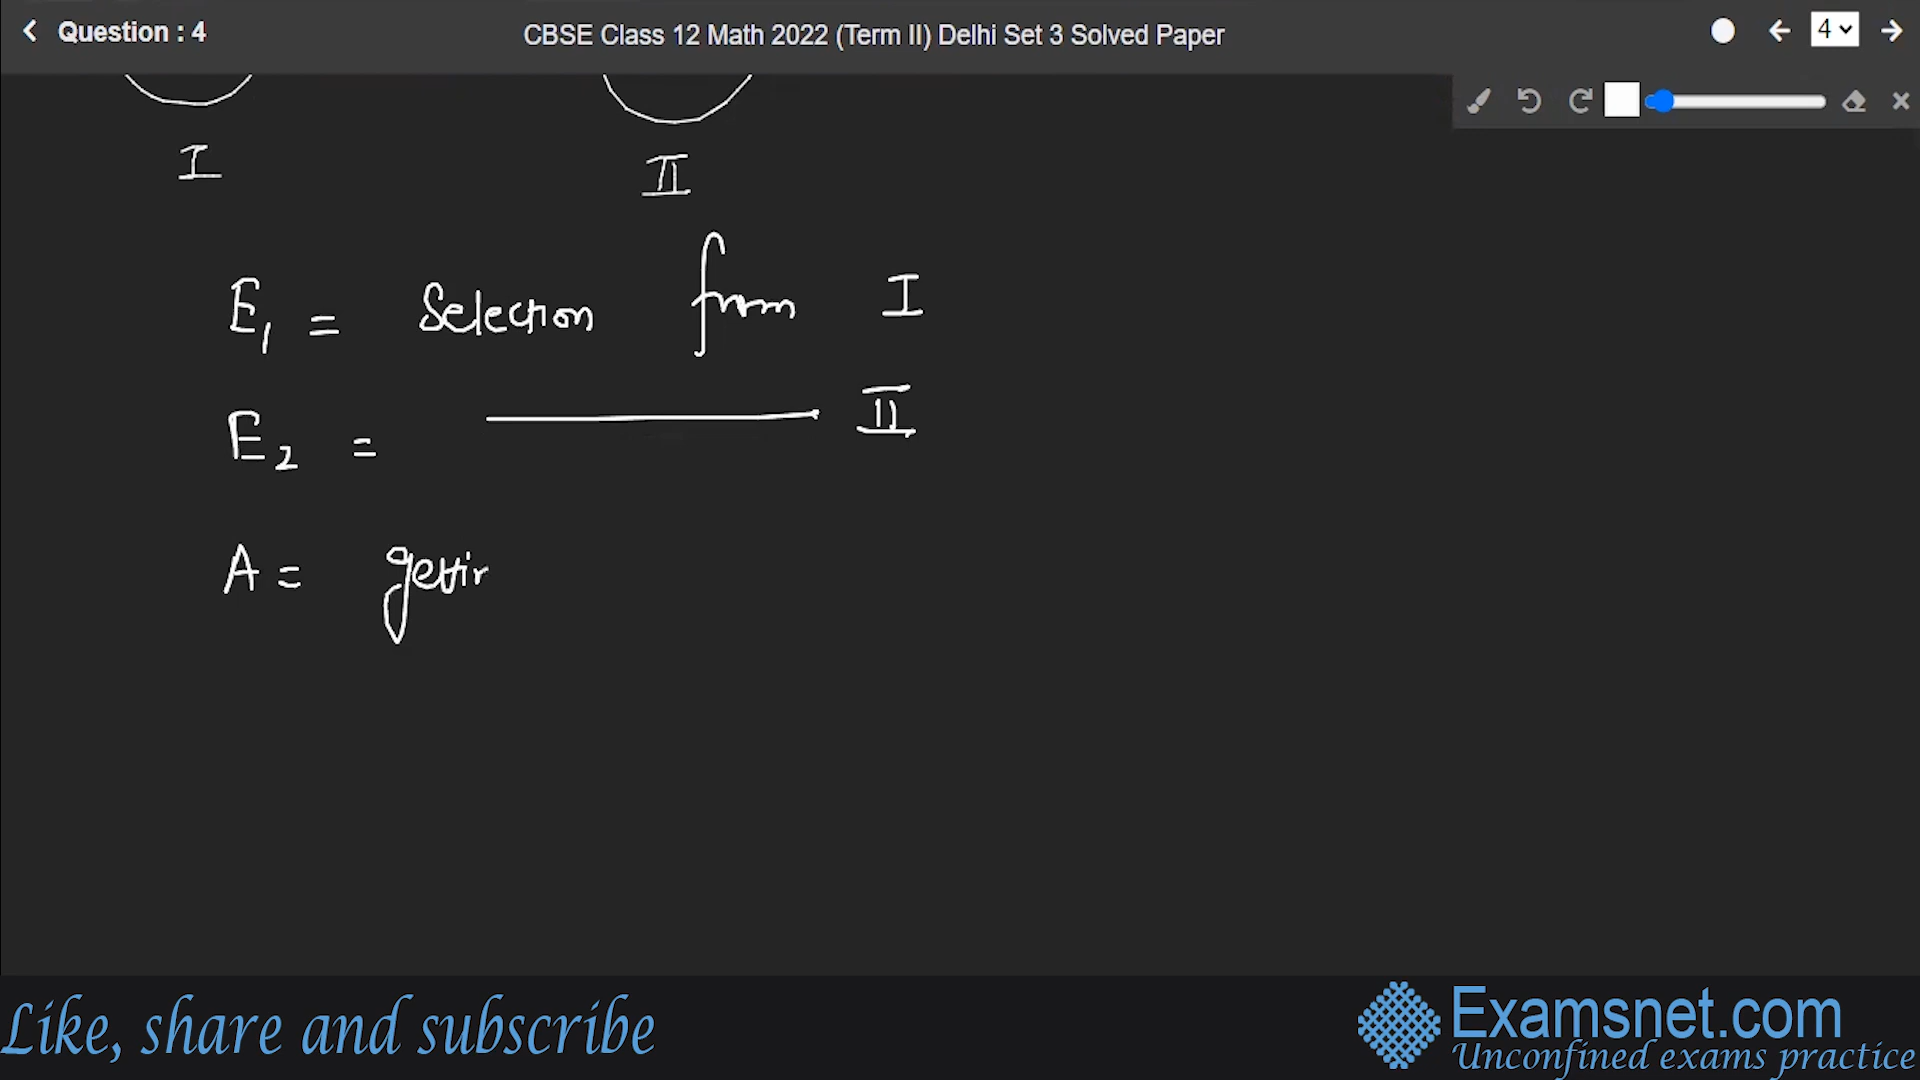 Question : 4
CBSE Class 12 Math 2022 (Term II) Delhi Set 3 Solved Paper
4
I
II
E1 = Selection from I
E2 = ——— II
A = gettin
Like, share and subscribe
Examsnet.com
Unconfined exams practice